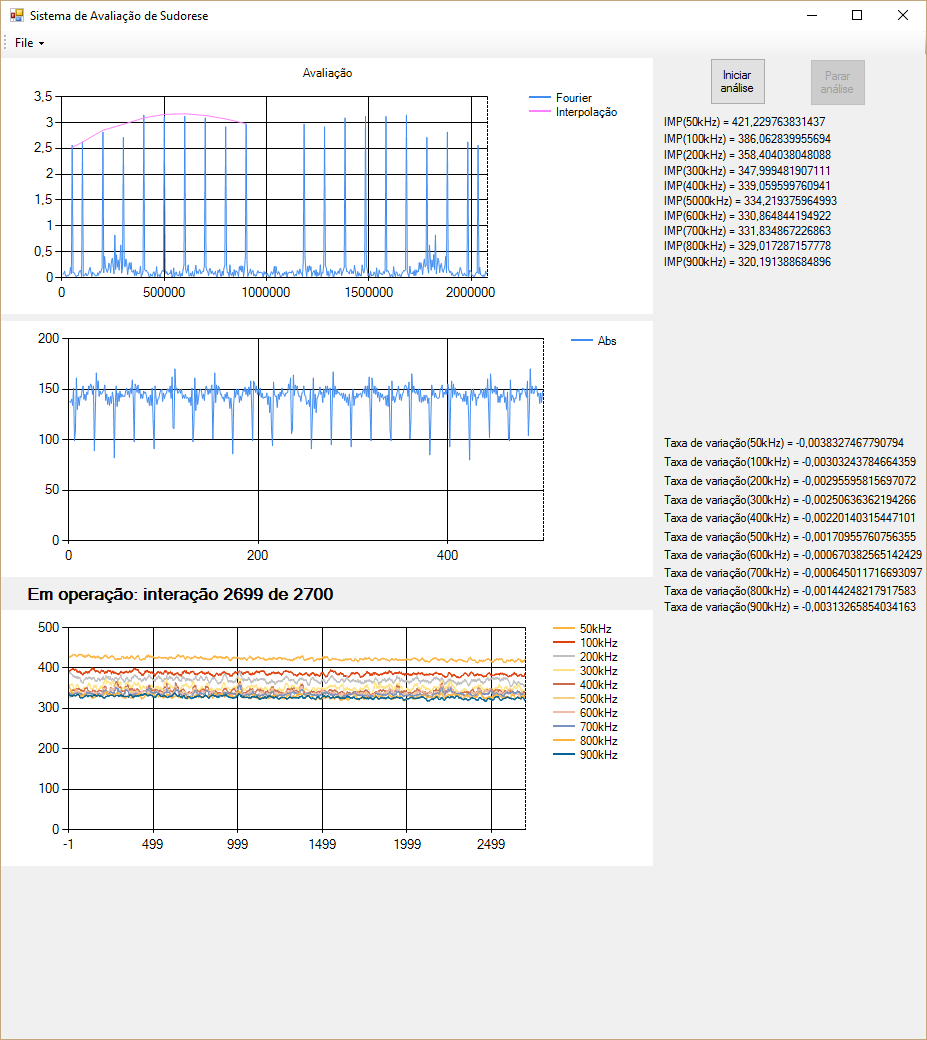 Sistema de Avaliação de Sudorese
File
Avaliação
3,5
3
2,5
2
1,5
1
0,5
0
0 500000 1000000 1500000 2000000
Fourier
Interpolação
Iniciar
análise
Parar
análise
IMP(50kHz) = 421,229763831437
IMP(100kHz) = 386,062839955694
IMP(200kHz) = 358,404038048088
IMP(300kHz) = 347,999481907111
IMP(400kHz) = 339,059599760941
IMP(5000kHz) = 334,219375964993
IMP(600kHz) = 330,864844194922
IMP(700kHz) = 331,834867226863
IMP(800kHz) = 329,017287157778
IMP(900kHz) = 320,191388684896
200
150
100
50
0
0 200 400
Abs
Taxa de variação(50kHz) = -0,0038327467790794
Taxa de variação(100kHz) = -0,00303243784664359
Taxa de variação(200kHz) = -0,00295595815697072
Taxa de variação(300kHz) = -0,00250636362194266
Taxa de variação(400kHz) = -0,00220140315447101
Taxa de variação(500kHz) = -0,00170955760756355
Taxa de variação(600kHz) = -0,000670382565142429
Taxa de variação(700kHz) = -0,000645011716693097
Taxa de variação(800kHz) = -0,00144248217917583
Taxa de variação(900kHz) = -0,00313265854034163
Em operação: interação 2699 de 2700
500
400
300
200
100
0
-1 499 999 1499 1999 2499
50kHz
100kHz
200kHz
300kHz
400kHz
500kHz
600kHz
700kHz
800kHz
900kHz